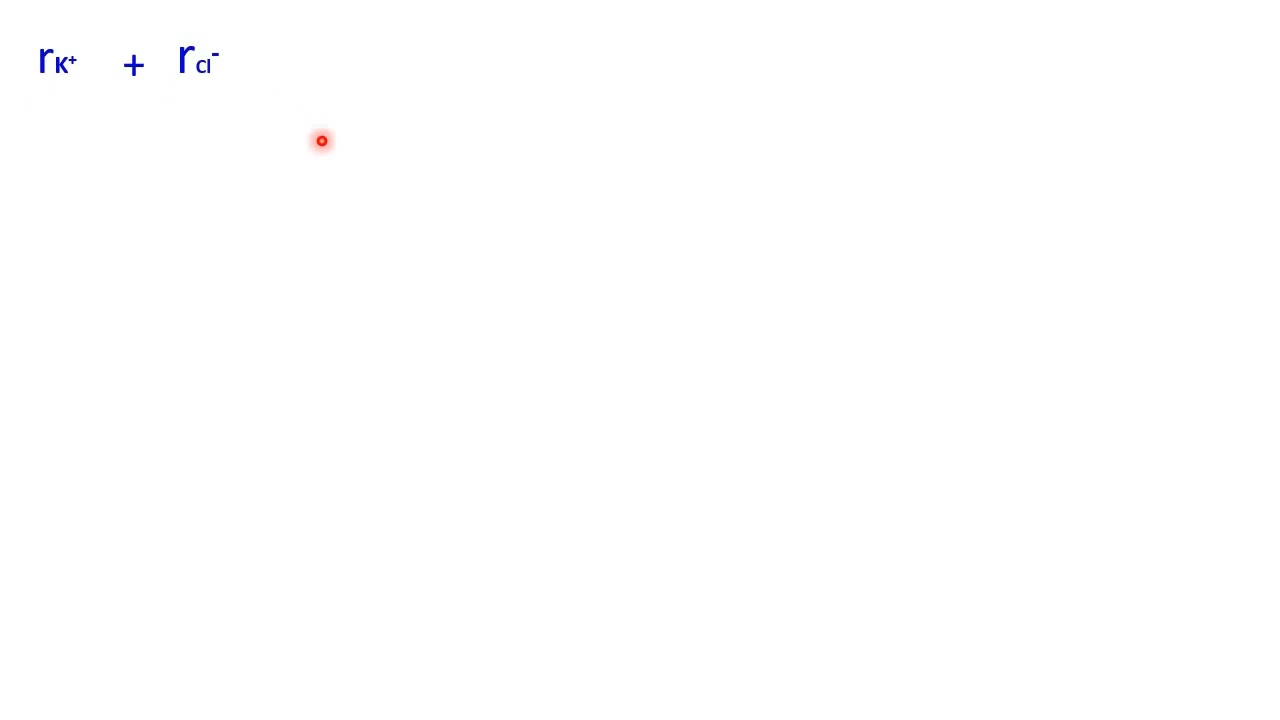 rK⁺ + rCl⁻